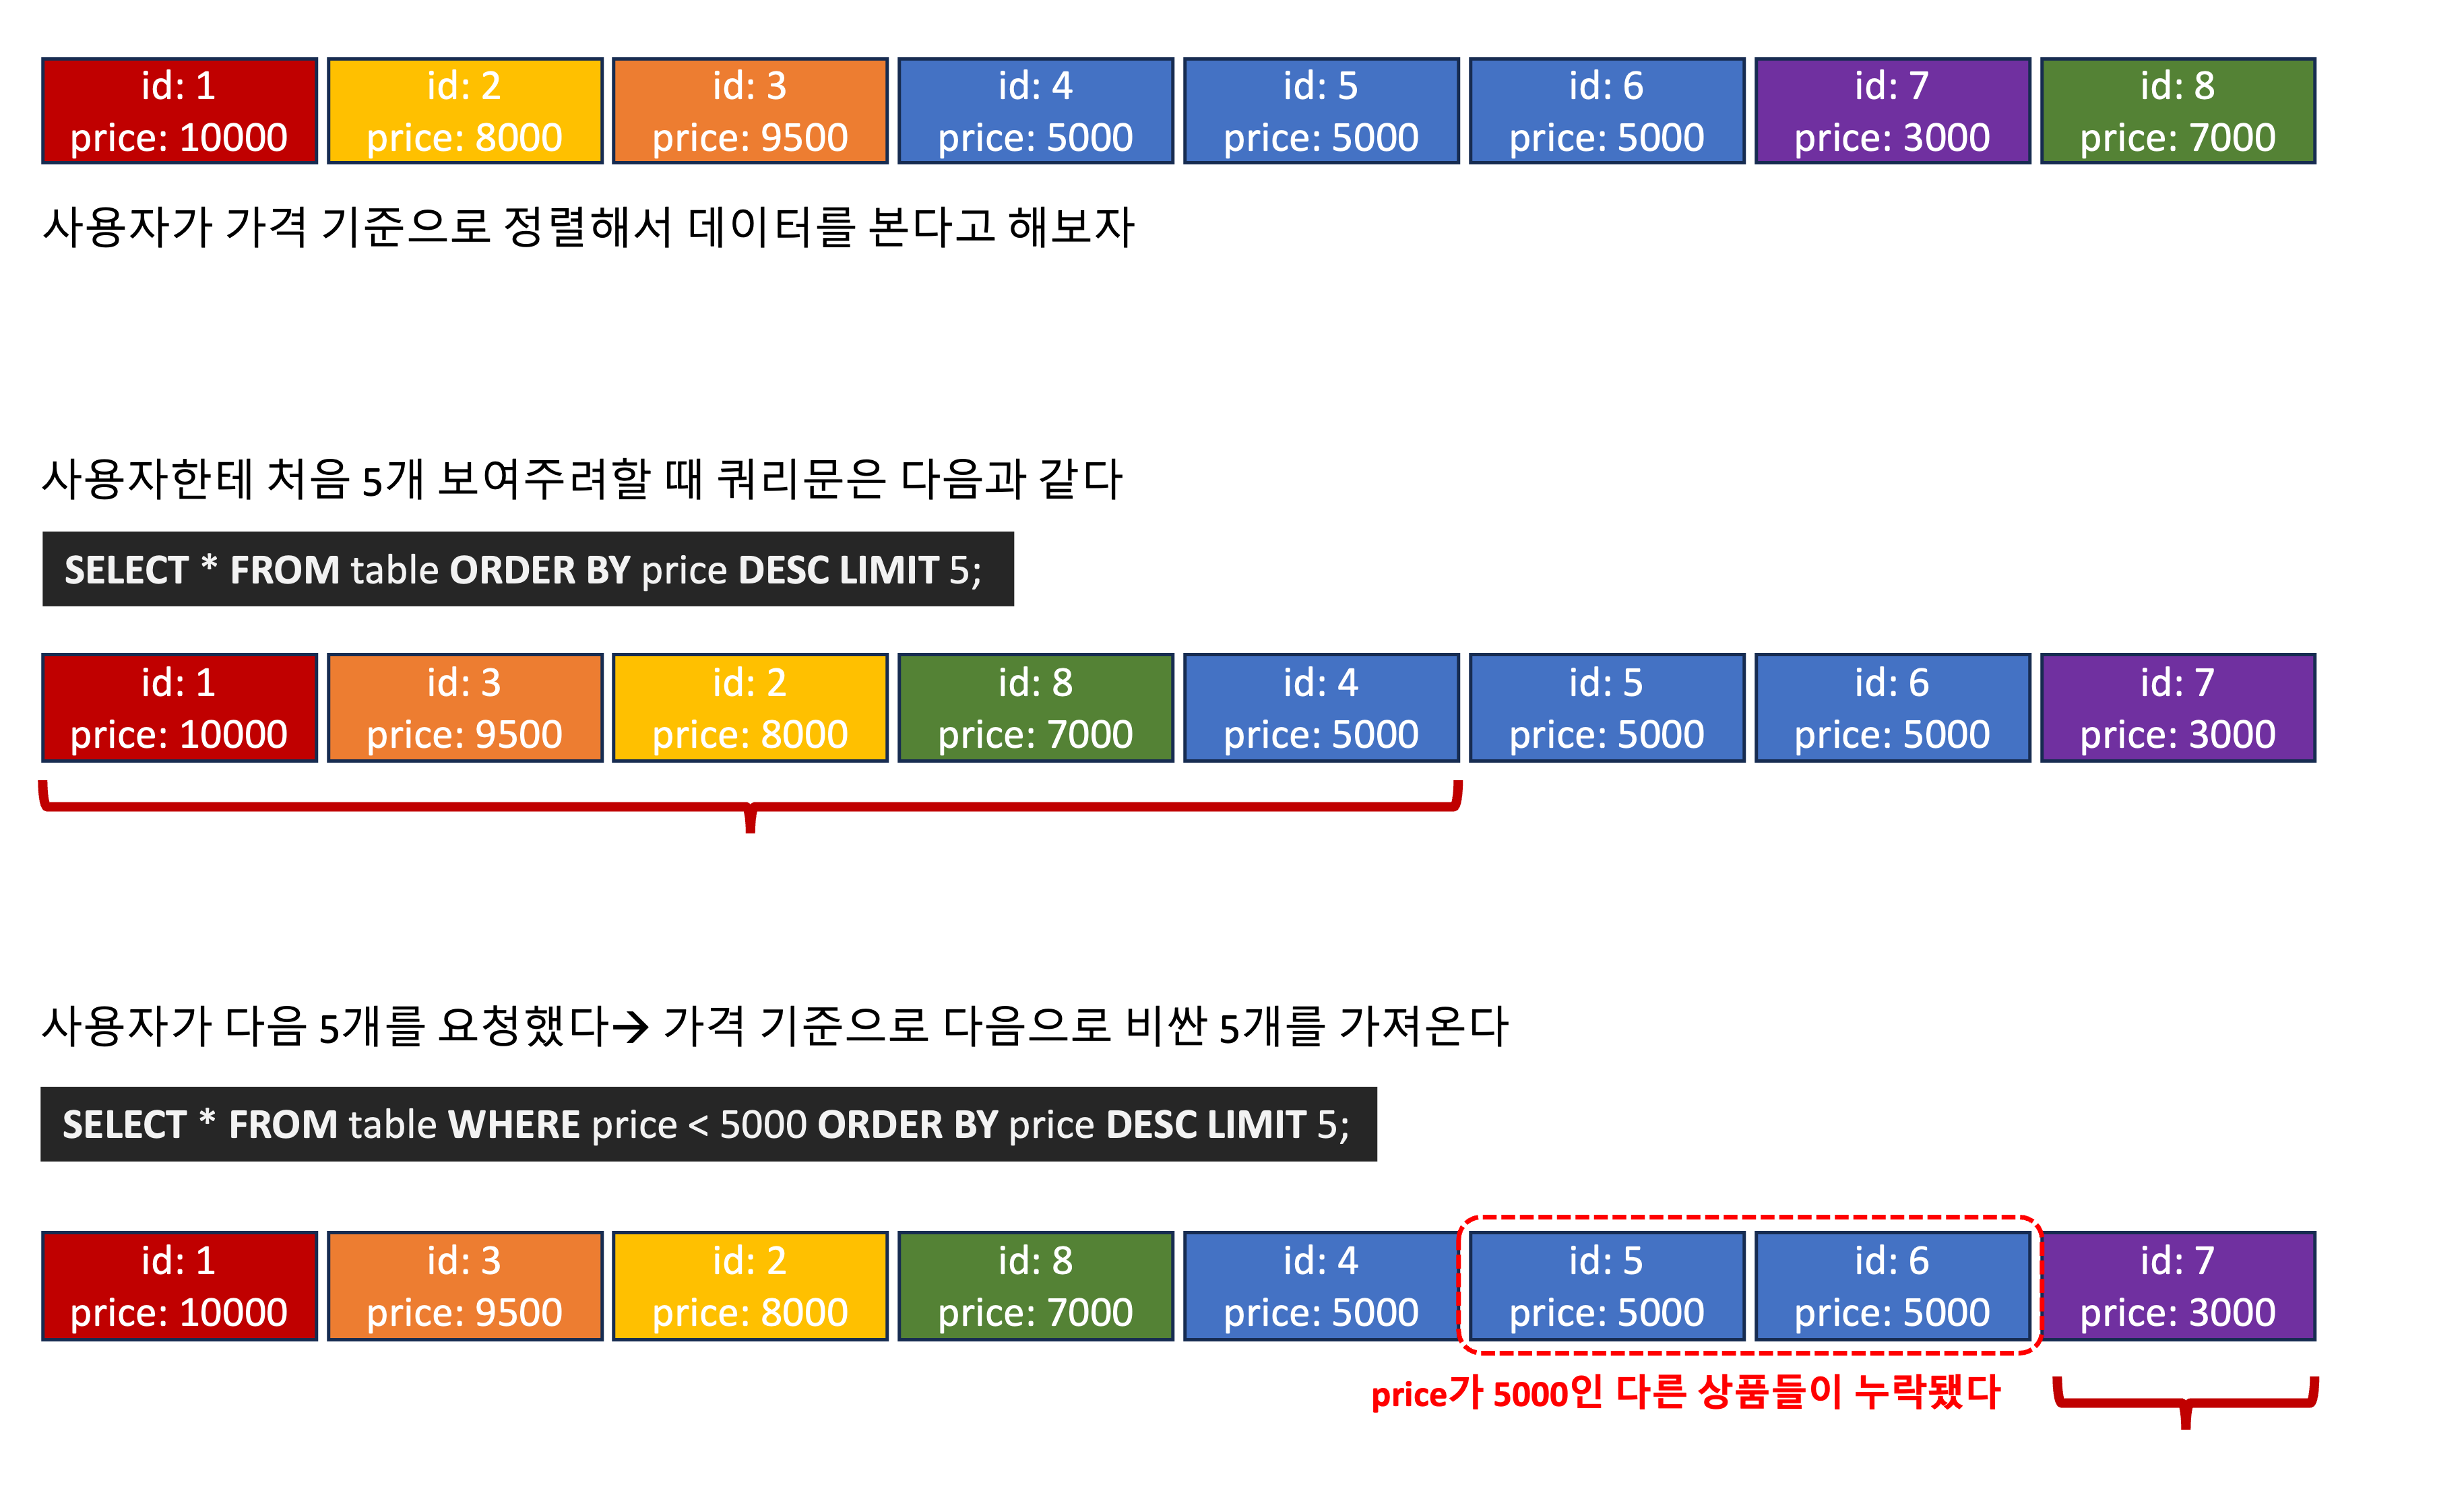 id: 1
price: 10000
id: 2
price: 8000
id: 3
price: 9500
id: 4
price: 5000
id: 5
price: 5000
id: 6
price: 5000
id: 7
price: 3000
id: 8
price: 7000
사용자가 가격 기준으로 정렬해서 데이터를 본다고 해보자
사용자한테 처음 5개 보여주려할 때 쿼리문은 다음과 같다
SELECT * FROM table ORDER BY price DESC LIMIT 5;
id: 1
price: 10000
id: 3
price: 9500
id: 2
price: 8000
id: 8
price: 7000
id: 4
price: 5000
id: 5
price: 5000
id: 6
price: 5000
id: 7
price: 3000
사용자가 다음 5개를 요청했다→ 가격 기준으로 다음으로 비싼 5개를 가져온다
SELECT * FROM table WHERE price < 5000 ORDER BY price DESC LIMIT 5;
id: 1
price: 10000
id: 3
price: 9500
id: 2
price: 8000
id: 8
price: 7000
id: 4
price: 5000
id: 5
price: 5000
id: 6
price: 5000
id: 7
price: 3000
price가 5000인 다른 상품들이 누락됐다